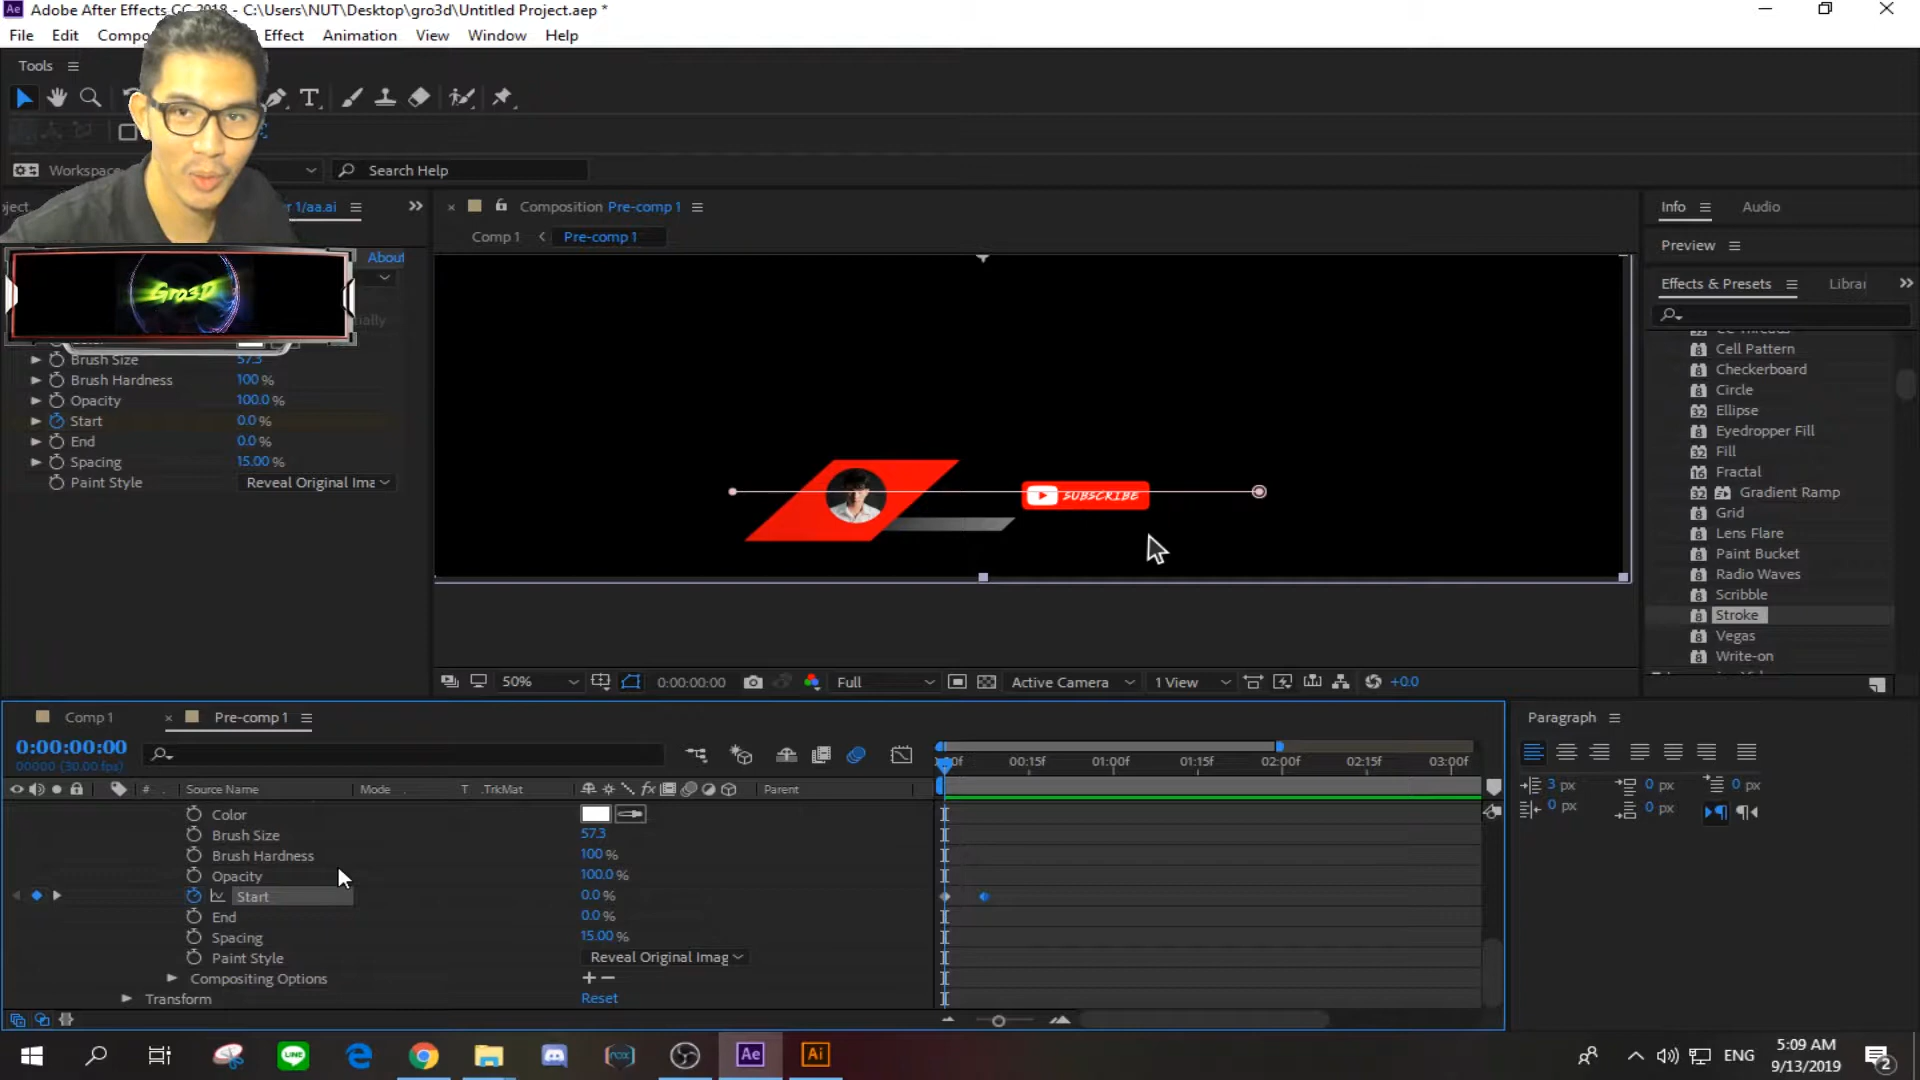 Adobe After Effects CC 2018 - C:\Users\NUT\Desktop\gro3d\Untitled Project.aep *
File Edit Effect Animation View Window Help
Tools
T
Search Help
r 1/aa.ai
Composition Pre-comp 1
Info Audio
Comp 1 Pre-comp 1
Preview
About
Gro3D
Effects & Presets Librai
Brush Size 57.3
Brush Hardness 100 %
Opacity 100.0 %
Start 0.0 %
End 0.0 %
Spacing 15.00 %
Paint Style Reveal Original Ima
SUBSCRIBE
Cell Pattern
Checkerboard
Circle
Ellipse
Eyedropper Fill
Fill
Fractal
Gradient Ramp
Grid
Lens Flare
Paint Bucket
Radio Waves
Scribble
Stroke
Vegas
Write-on
50% 0:00:00:00 Full Active Camera 1 View +0.0
Comp 1 Pre-comp 1
Paragraph
0:00:00:00
00000 (30.00 fps)
00:15f 01:00f 01:15f 02:00f 02:15f 03:00f
# Source Name Mode T .TrkMat fx Parent
3 px 0 px 0 px
0 px 0 px
Color
Brush Size 57.3
Brush Hardness 100 %
Opacity 100.0 %
Start 0.0 %
End 0.0 %
Spacing 15.00 %
Paint Style Reveal Original Imag
Compositing Options
Transform Reset
LINE
nox
Ae
Ai
ENG
5:09 AM
9/13/2019
2